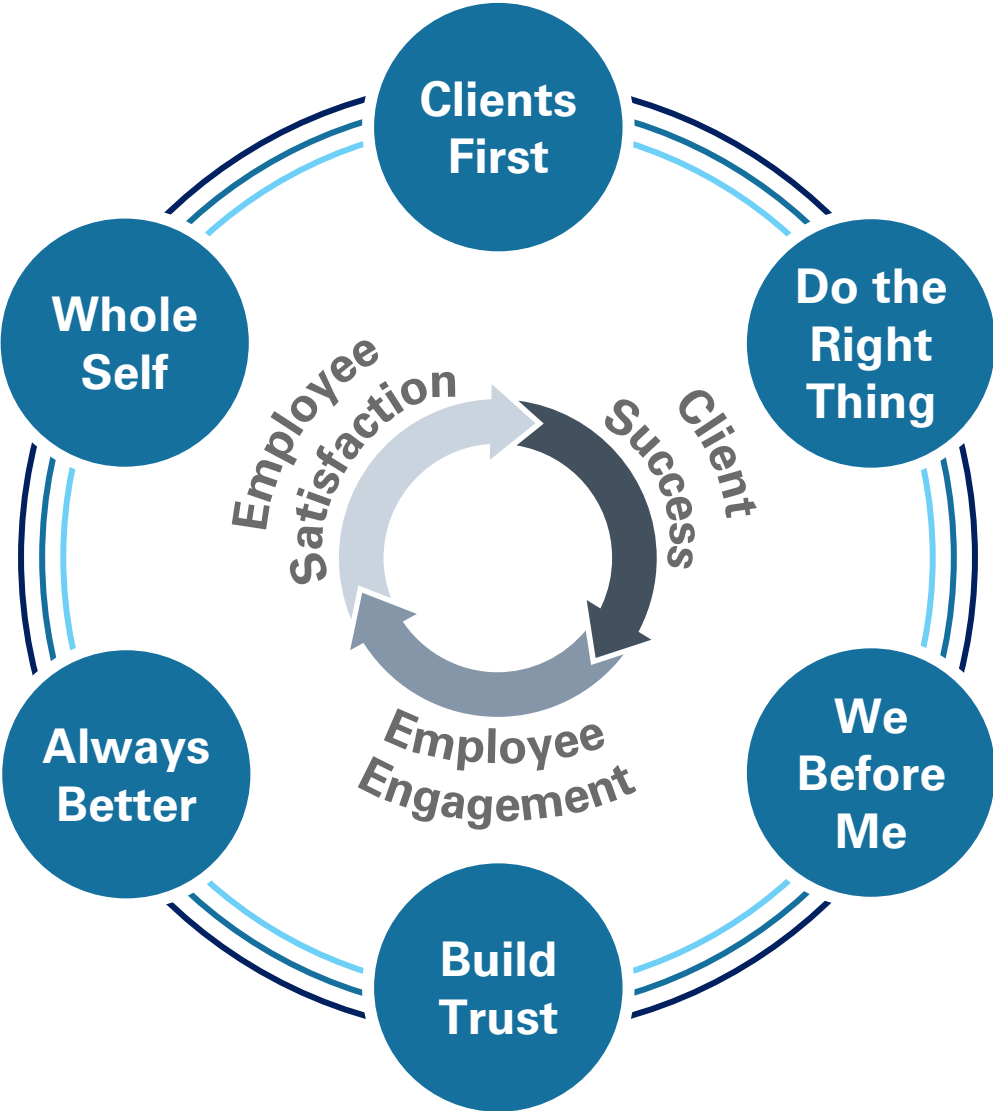 Clients
First
Do the
Right
Thing
We
Before
Me
Build
Trust
Always
Better
Whole
Self
Employee
Satisfaction
Client
Success
Employee
Engagement